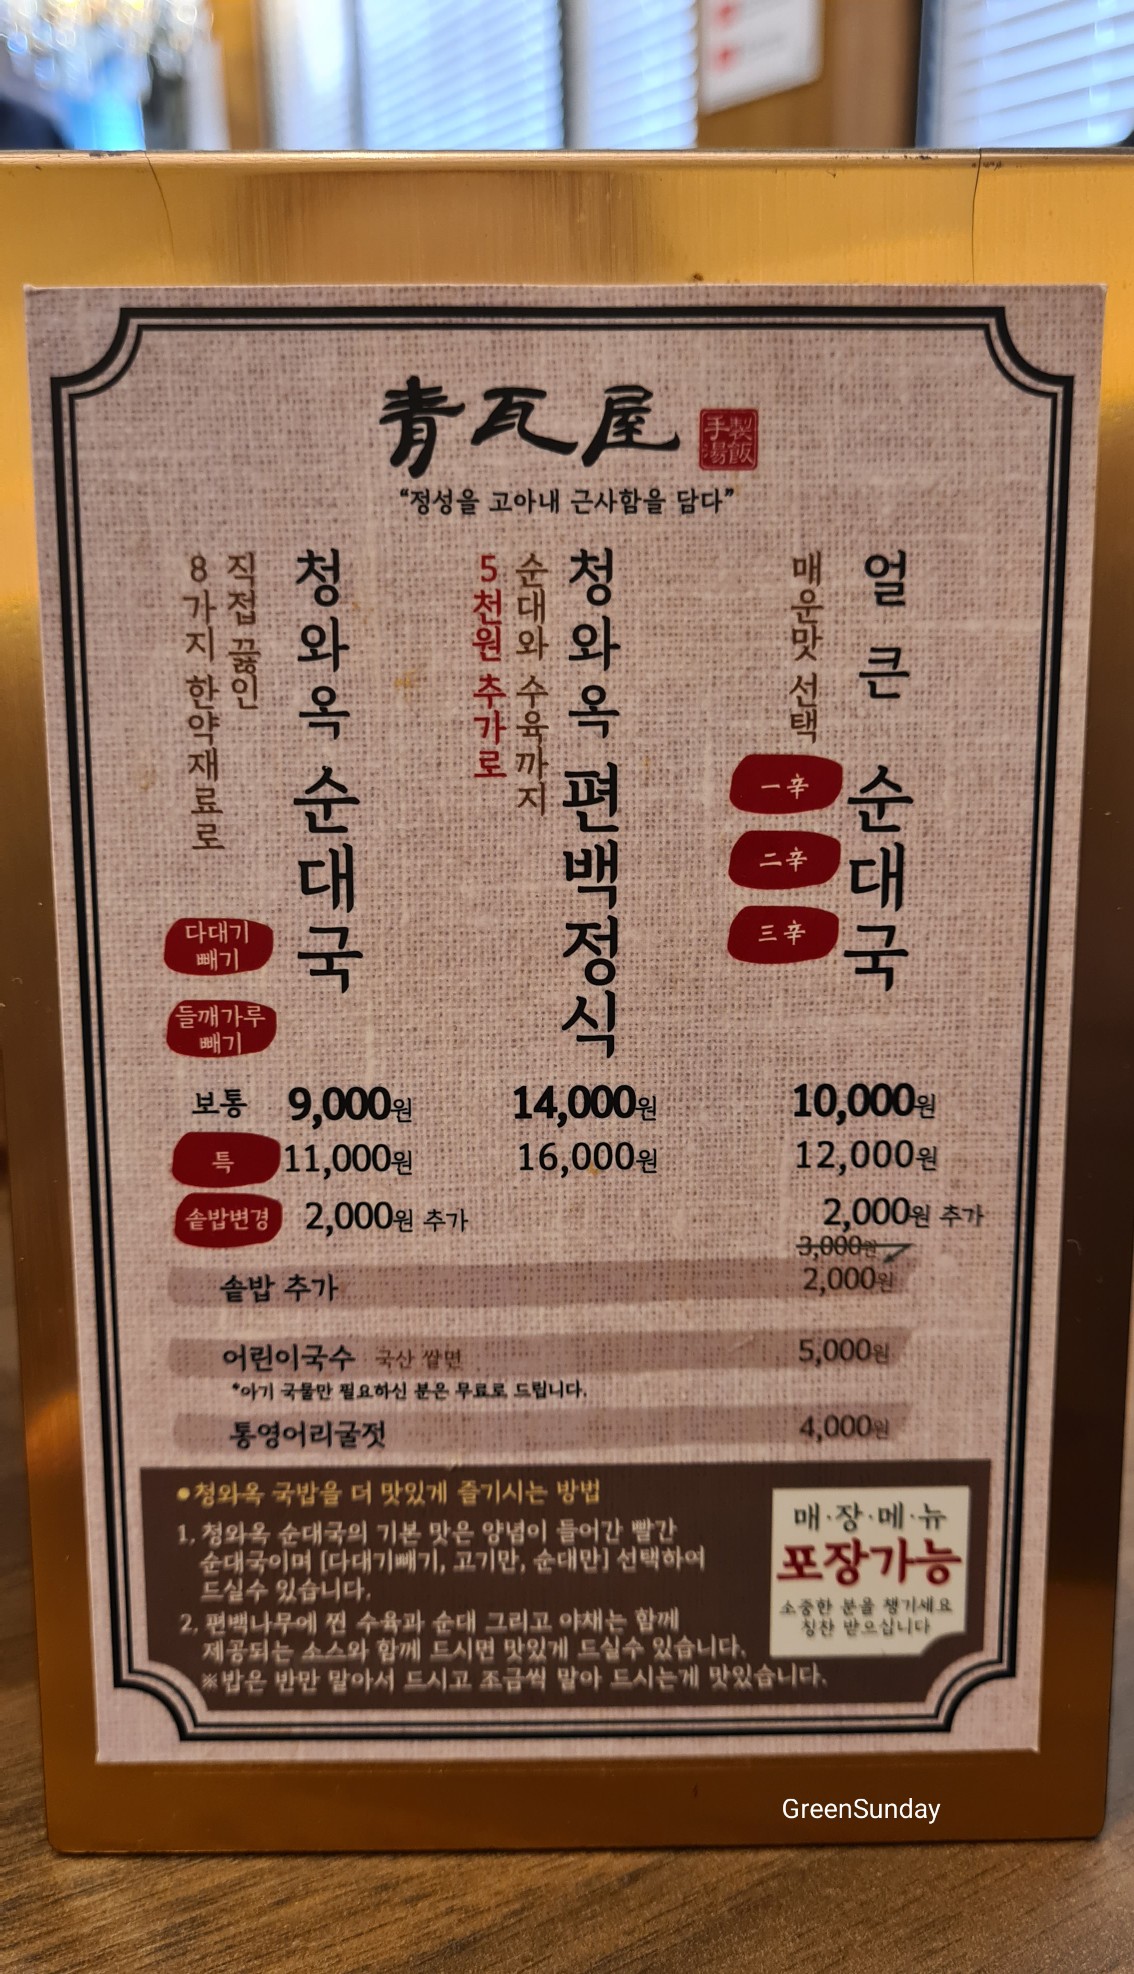 靑瓦屋
手製湯飯
“정성을 고아내 근사함을 담다”
얼큰 순대국
매운맛 선택
一辛
二辛
三辛
청와옥 편백정식
순대와 수육까지
5천원 추가로
청와옥 순대국
직접 끓인
8가지 한약재료로
다대기
빼기
들깨가루
빼기
보통 9,000원 14,000원 10,000원
특 11,000원 16,000원 12,000원
솥밥변경 2,000원 추가 2,000원 추가
3,000원
솥밥 추가 2,000원
어린이국수 국산 쌀면 5,000원
*아기 국물만 필요하신 분은 무료로 드립니다.
통영어리굴젓 4,000원
●청와옥 국밥을 더 맛있게 즐기시는 방법
1, 청와옥 순대국의 기본 맛은 양념이 들어간 빨간
순대국이며 [다대기빼기, 고기만, 순대만] 선택하여
드실수 있습니다.
2, 편백나무에 찐 수육과 순대 그리고 야채는 함께
제공되는 소스와 함께 드시면 맛있게 드실수 있습니다.
※밥은 반만 말아서 드시고 조금씩 말아 드시는게 맛있습니다.
매·장·메·뉴
포장가능
소중한 분을 챙기세요
칭찬 받으십니다
GreenSunday